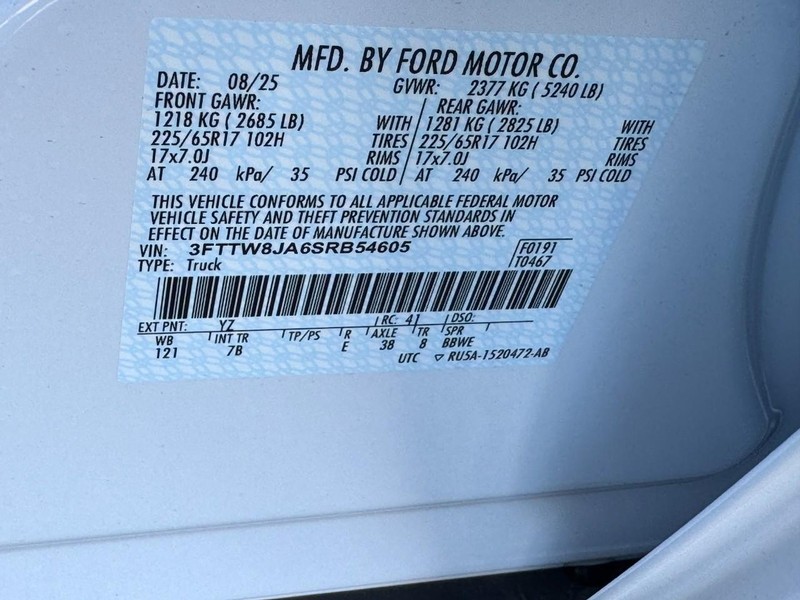 MFD. BY FORD MOTOR CO.
DATE: 08/25 GVWR: 2377 KG ( 5240 LB)
FRONT GAWR: REAR GAWR:
1218 KG ( 2685 LB) WITH 1281 KG ( 2825 LB) WITH
225/65R17 102H TIRES 225/65R17 102H TIRES
17x7.0J RIMS 17x7.0J RIMS
AT 240 kPa/ 35 PSI COLD AT 240 kPa/ 35 PSI COLD
THIS VEHICLE CONFORMS TO ALL APPLICABLE FEDERAL MOTOR
VEHICLE SAFETY AND THEFT PREVENTION STANDARDS IN
EFFECT ON THE DATE OF MANUFACTURE SHOWN ABOVE.
VIN: 3FTTW8JA6SRB54605 F0191
TYPE: Truck T0467
EXT PNT: YZ RC: 41 DSO:
WB INT TR TP/PS R AXLE TR SPR
121 7B E 38 8 BBWE
UTC ▽ RU5A-1520472-AB